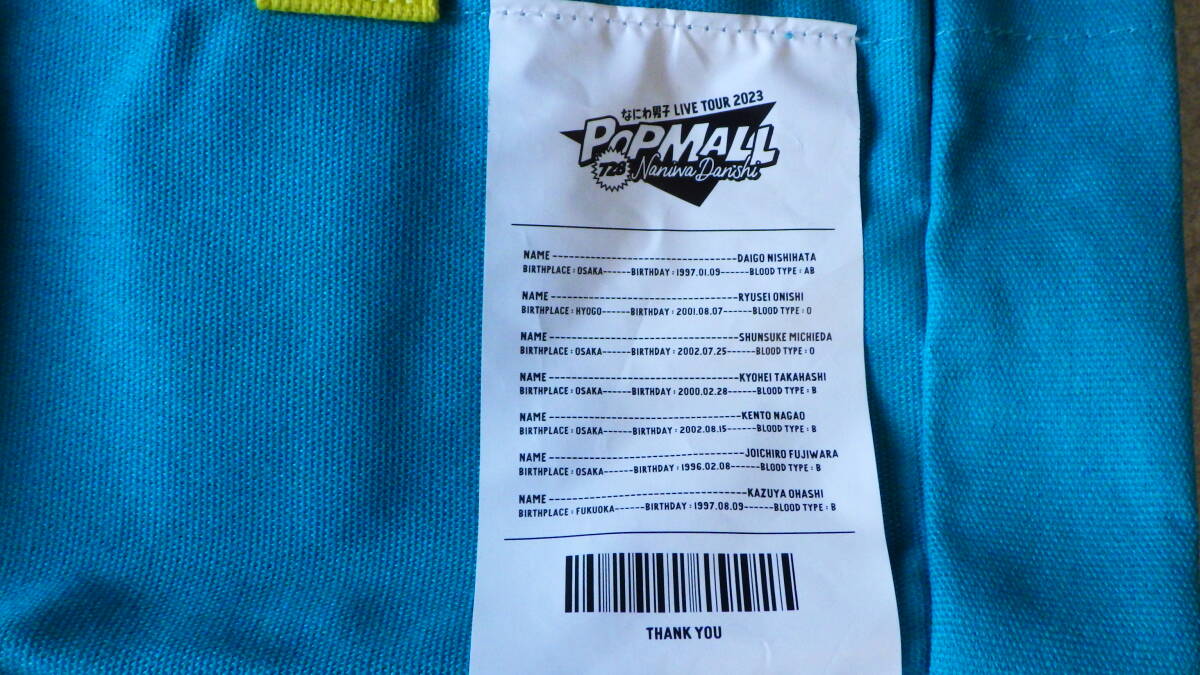 なにわ男子 LIVE TOUR 2023
POPMALL
728 Naniwa Danshi
NAME---------------------------------DAIGO NISHIHATA
BIRTHPLACE : OSAKA------BIRTHDAY : 1997.01.09------BLOOD TYPE : AB
NAME---------------------------------RYUSEI ONISHI
BIRTHPLACE : HYOGO------BIRTHDAY : 2001.08.07------BLOOD TYPE : O
NAME---------------------------------SHUNSUKE MICHIEDA
BIRTHPLACE : OSAKA------BIRTHDAY : 2002.07.25------BLOOD TYPE : O
NAME---------------------------------KYOHEI TAKAHASHI
BIRTHPLACE : OSAKA------BIRTHDAY : 2000.02.28------BLOOD TYPE : B
NAME---------------------------------KENTO NAGAO
BIRTHPLACE : OSAKA------BIRTHDAY : 2002.08.15------BLOOD TYPE : B
NAME---------------------------------JOICHIRO FUJIWARA
BIRTHPLACE : OSAKA------BIRTHDAY : 1996.02.08------BLOOD TYPE : B
NAME---------------------------------KAZUYA OHASHI
BIRTHPLACE : FUKUOKA------BIRTHDAY : 1997.08.09------BLOOD TYPE : B
THANK YOU